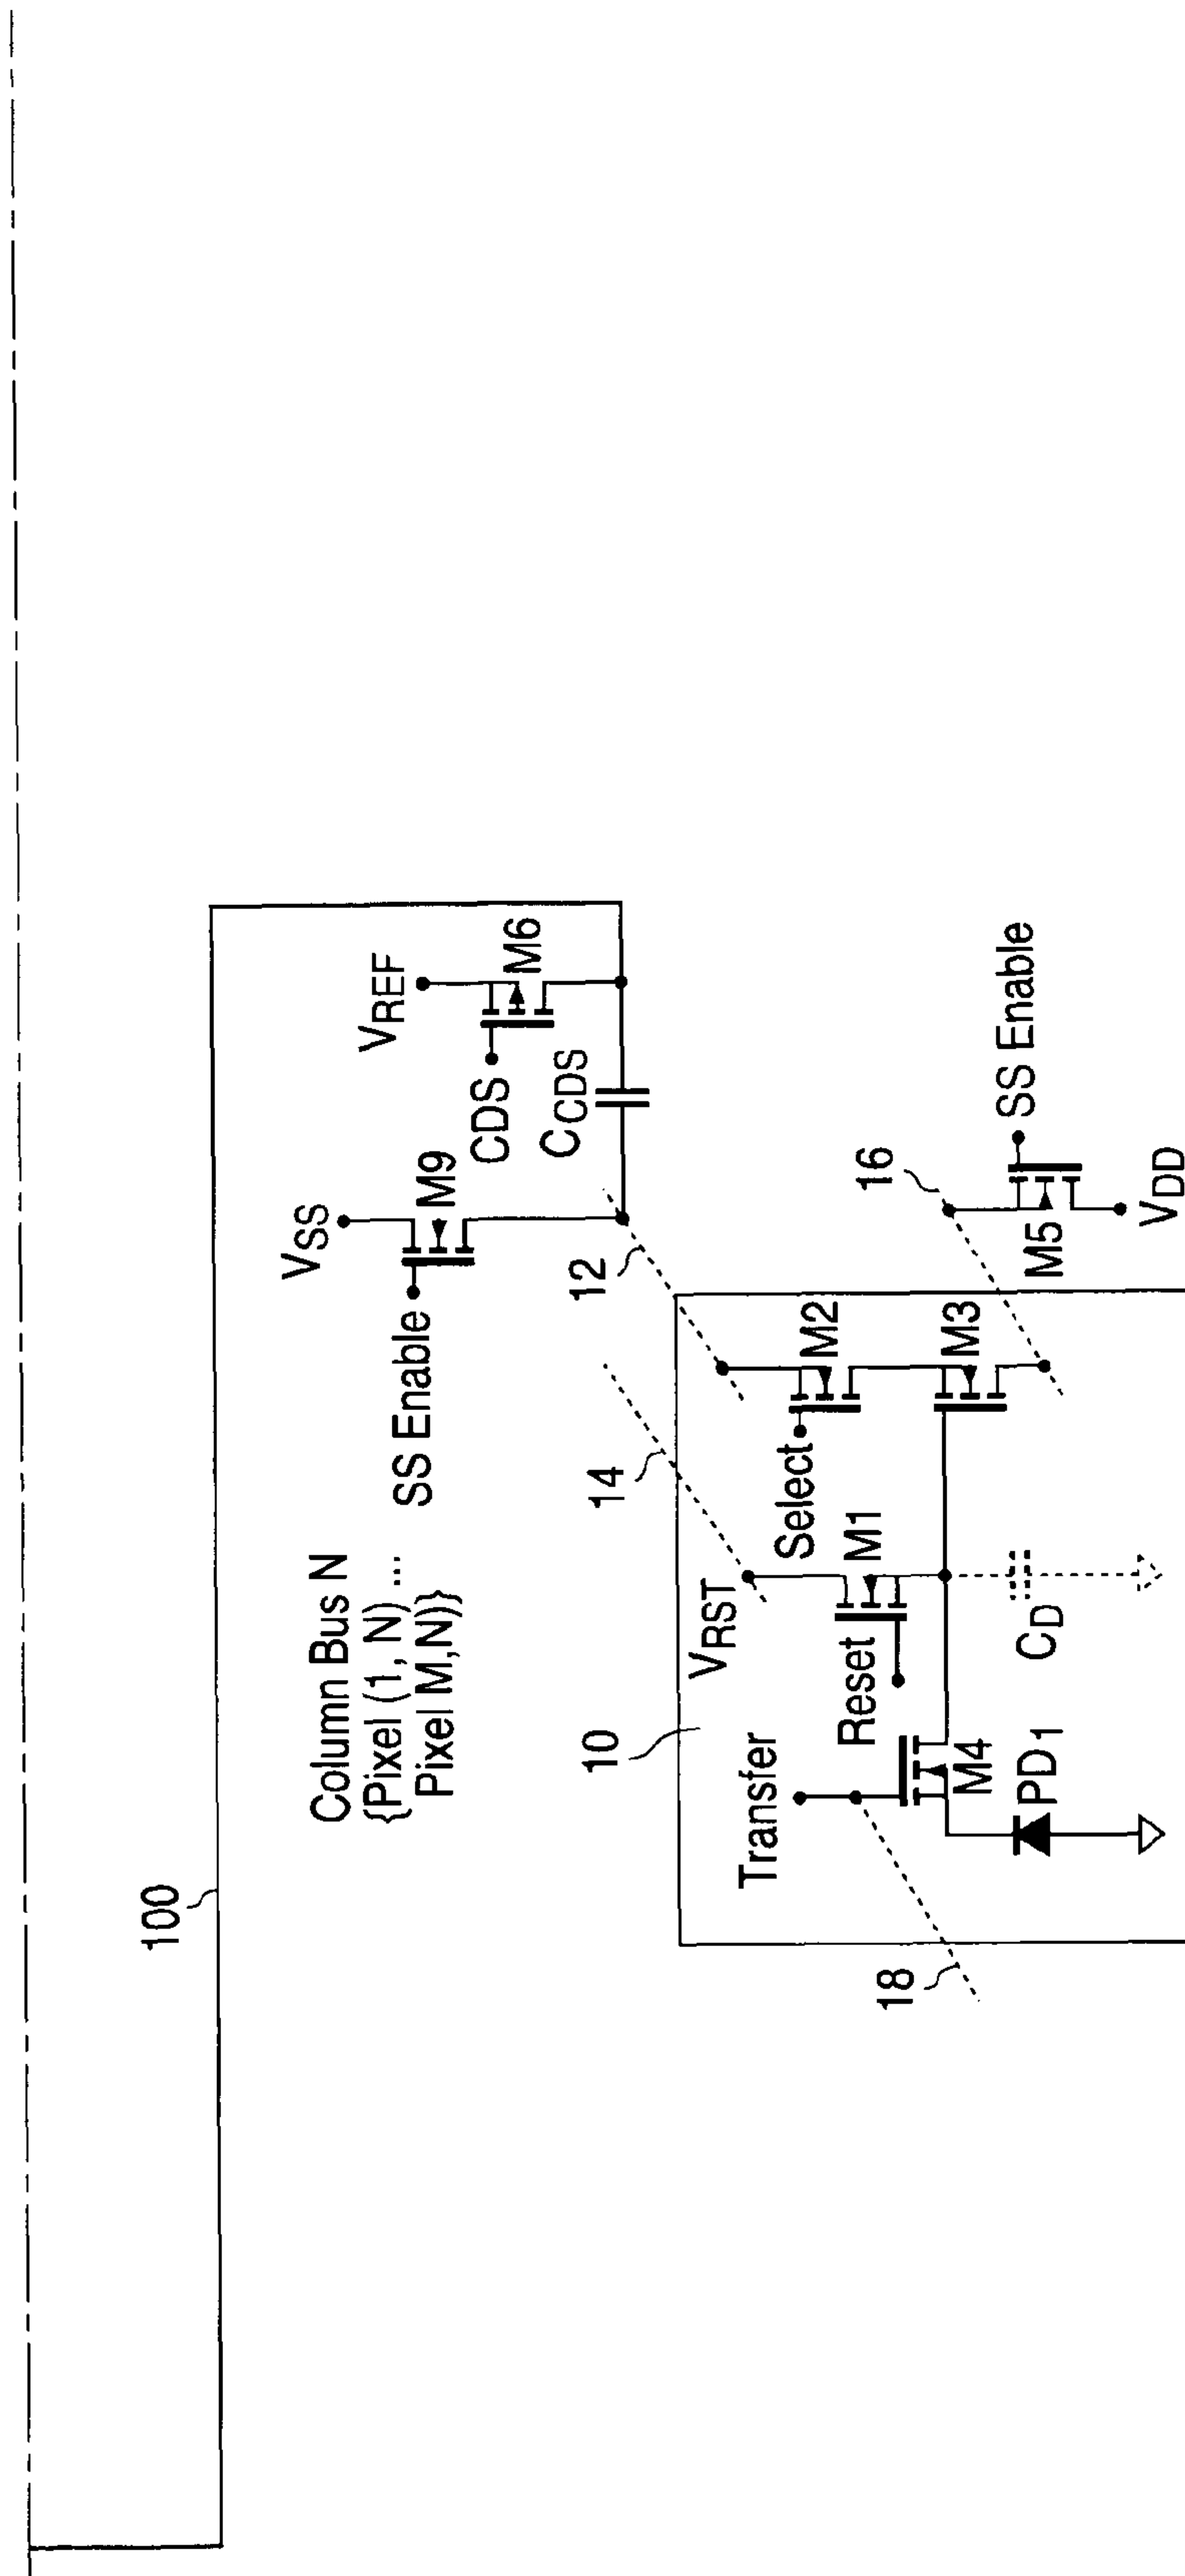 100
Column Bus N
{Pixel (1, N) ...
Pixel M,N)}
VSS
SS Enable
M9
VREF
CDS
M6
CCDS
10
14
12
VRST
Transfer
Reset
M1
Select
M2
18
M4
PD1
CD
M3
16
M5
SS Enable
VDD